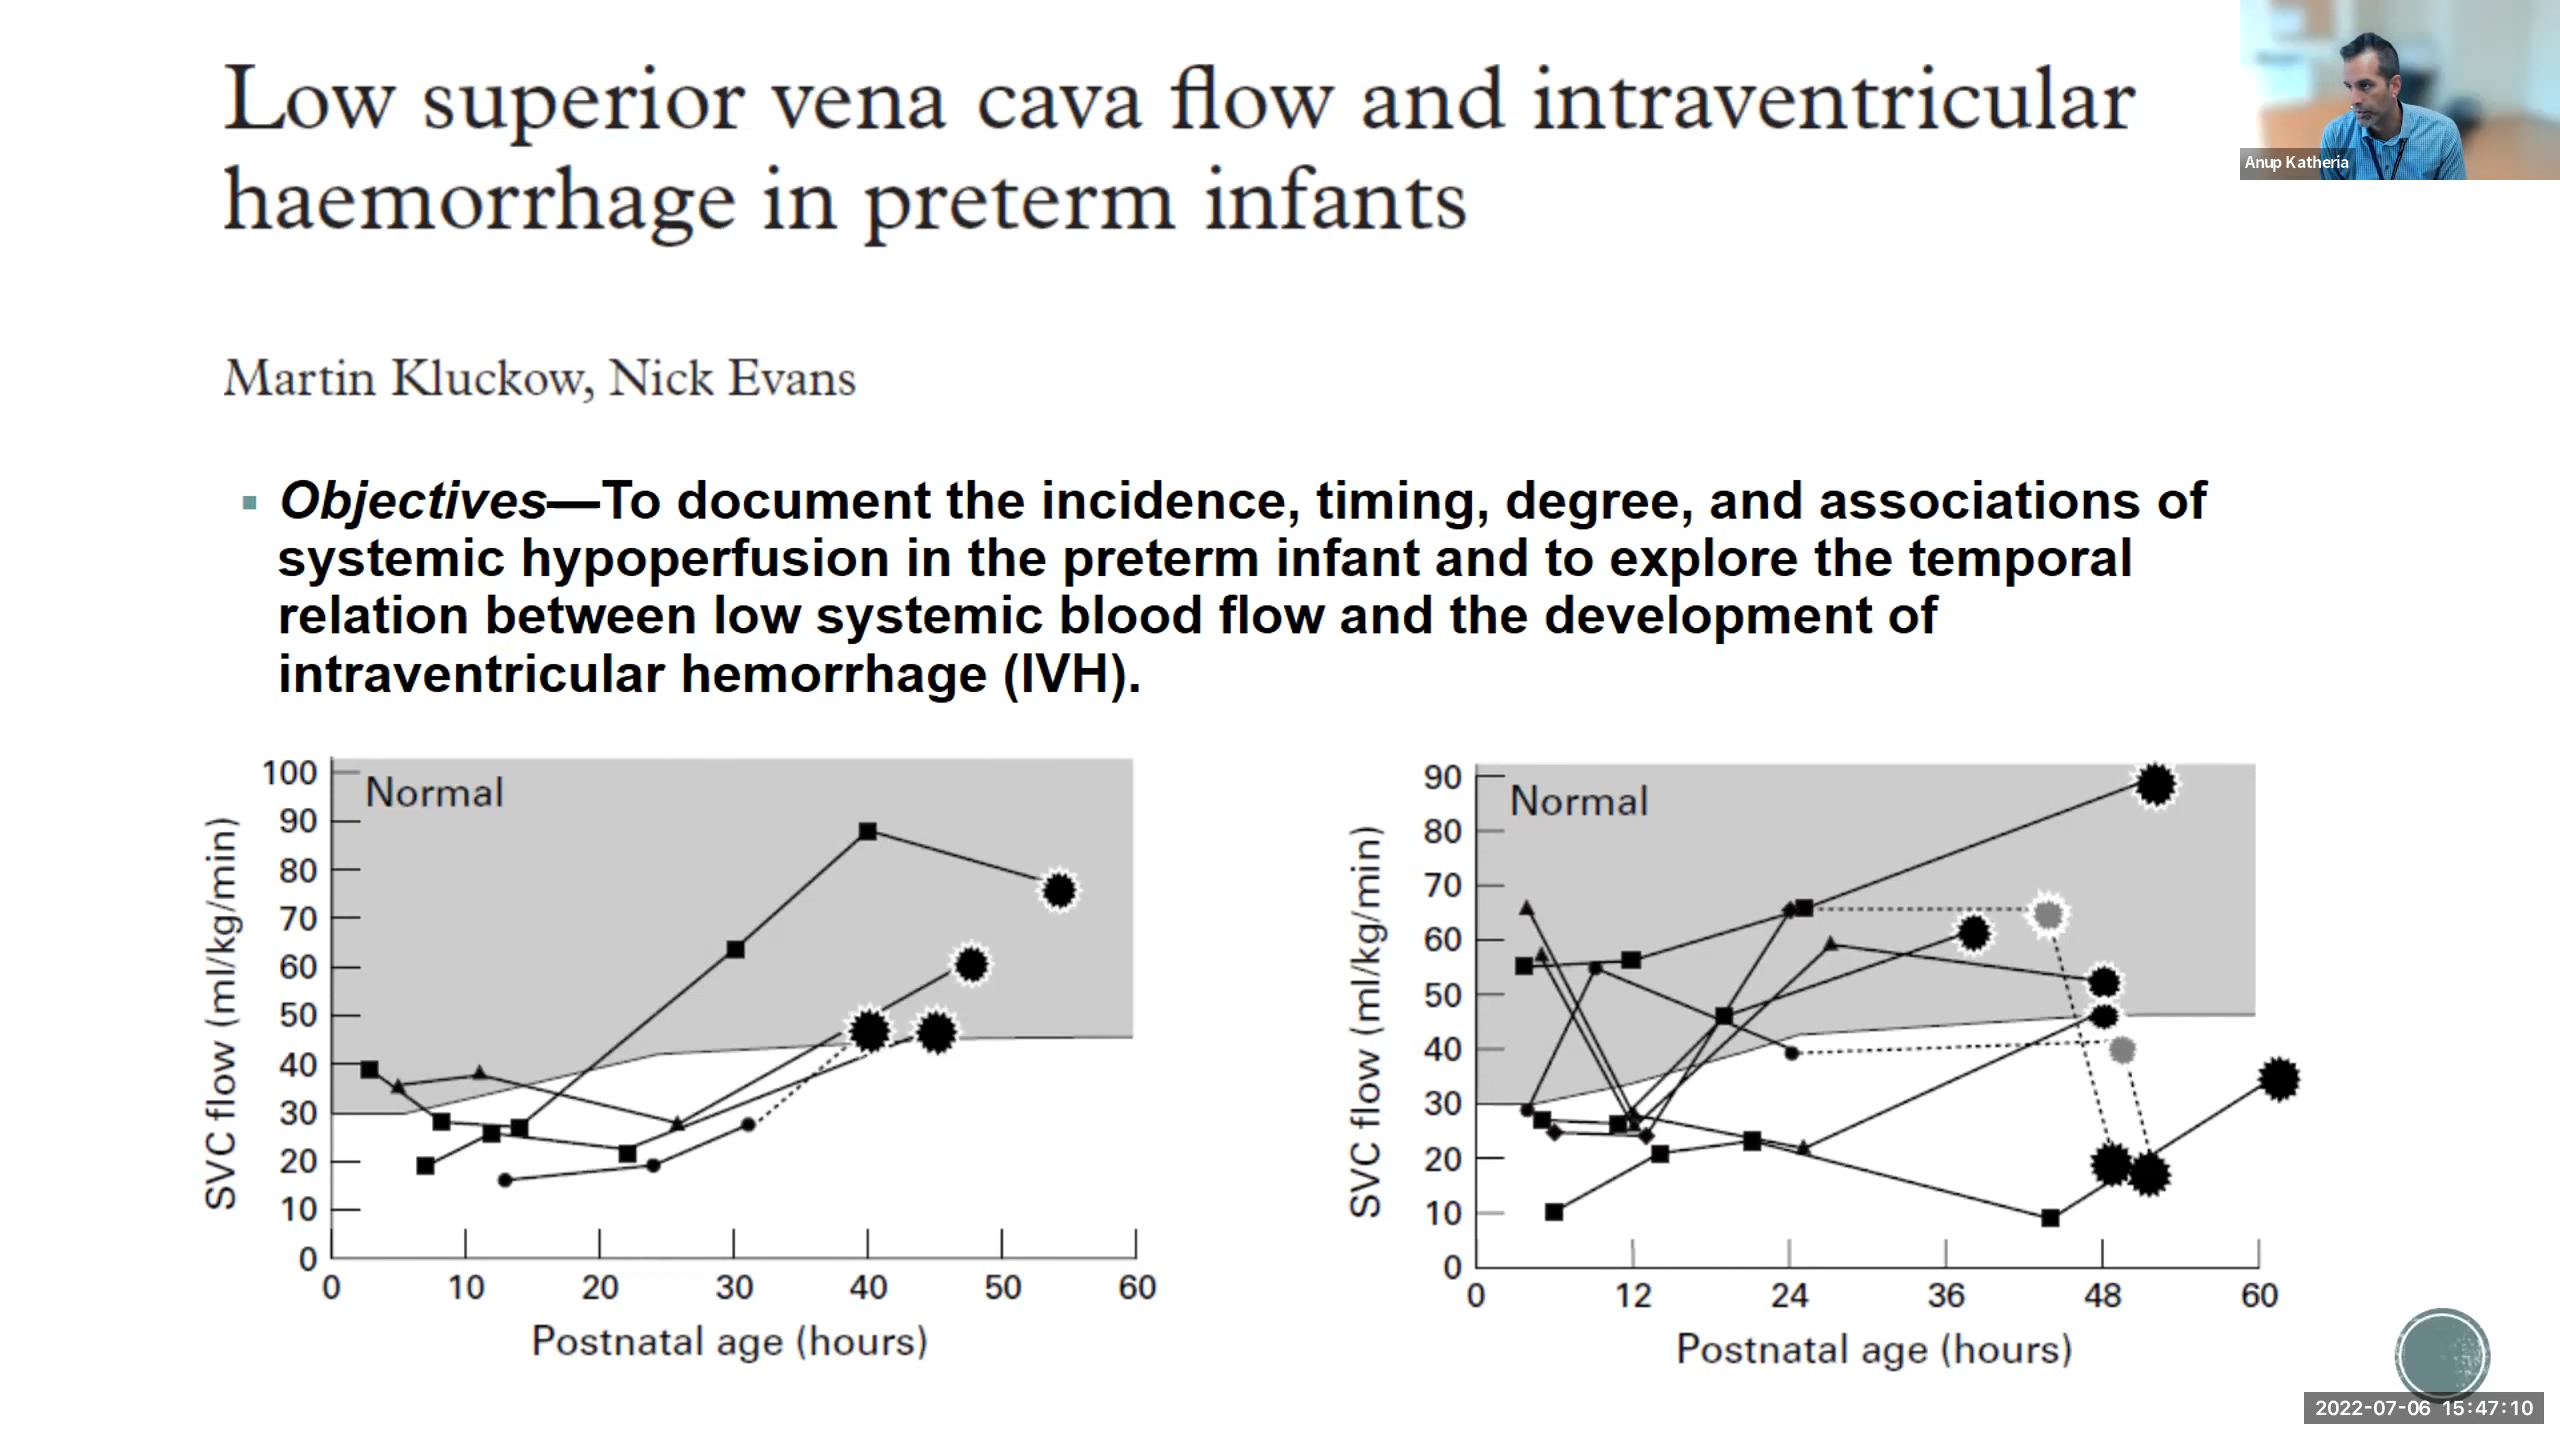 Low superior vena cava flow and intraventricular
haemorrhage in preterm infants
Anup Katheria
Martin Kluckow, Nick Evans
Objectives—To document the incidence, timing, degree, and associations of
systemic hypoperfusion in the preterm infant and to explore the temporal
relation between low systemic blood flow and the development of
intraventricular hemorrhage (IVH).
SVC flow (ml/kg/min)
100
90
80
70
60
50
40
30
20
10
0
Normal
0 10 20 30 40 50 60
Postnatal age (hours)
SVC flow (ml/kg/min)
90
80
70
60
50
40
30
20
10
0
Normal
0 12 24 36 48 60
Postnatal age (hours)
2022-07-06 15:47:10